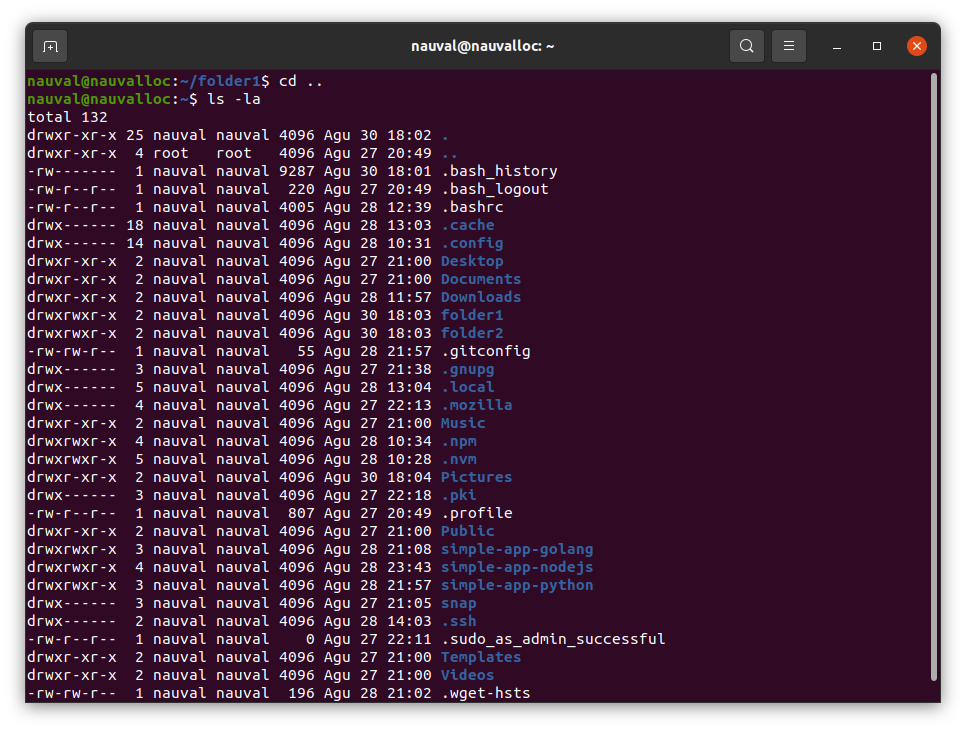 nauval@nauvalloc: ~
nauval@nauvalloc:~/folder1$ cd ..
nauval@nauvalloc:~$ ls -la
total 132
drwxr-xr-x 25 nauval nauval 4096 Agu 30 18:02 .
drwxr-xr-x  4 root   root   4096 Agu 27 20:49 ..
-rw-------  1 nauval nauval 9287 Agu 30 18:01 .bash_history
-rw-r--r--  1 nauval nauval  220 Agu 27 20:49 .bash_logout
-rw-r--r--  1 nauval nauval 4005 Agu 28 12:39 .bashrc
drwx------ 18 nauval nauval 4096 Agu 28 13:03 .cache
drwx------ 14 nauval nauval 4096 Agu 28 10:31 .config
drwxr-xr-x  2 nauval nauval 4096 Agu 27 21:00 Desktop
drwxr-xr-x  2 nauval nauval 4096 Agu 27 21:00 Documents
drwxr-xr-x  2 nauval nauval 4096 Agu 28 11:57 Downloads
drwxrwxr-x  2 nauval nauval 4096 Agu 30 18:03 folder1
drwxrwxr-x  2 nauval nauval 4096 Agu 30 18:03 folder2
-rw-rw-r--  1 nauval nauval   55 Agu 28 21:57 .gitconfig
drwx------  3 nauval nauval 4096 Agu 27 21:38 .gnupg
drwx------  5 nauval nauval 4096 Agu 28 13:04 .local
drwx------  4 nauval nauval 4096 Agu 27 22:13 .mozilla
drwxr-xr-x  2 nauval nauval 4096 Agu 27 21:00 Music
drwxrwxr-x  4 nauval nauval 4096 Agu 28 10:34 .npm
drwxrwxr-x  5 nauval nauval 4096 Agu 28 10:28 .nvm
drwxr-xr-x  2 nauval nauval 4096 Agu 30 18:04 Pictures
drwx------  3 nauval nauval 4096 Agu 27 22:18 .pki
-rw-r--r--  1 nauval nauval  807 Agu 27 20:49 .profile
drwxr-xr-x  2 nauval nauval 4096 Agu 27 21:00 Public
drwxrwxr-x  3 nauval nauval 4096 Agu 28 21:08 simple-app-golang
drwxrwxr-x  4 nauval nauval 4096 Agu 28 23:43 simple-app-nodejs
drwxrwxr-x  3 nauval nauval 4096 Agu 28 21:57 simple-app-python
drwx------  3 nauval nauval 4096 Agu 27 21:05 snap
drwx------  2 nauval nauval 4096 Agu 28 14:03 .ssh
-rw-r--r--  1 nauval nauval    0 Agu 27 22:11 .sudo_as_admin_successful
drwxr-xr-x  2 nauval nauval 4096 Agu 27 21:00 Templates
drwxr-xr-x  2 nauval nauval 4096 Agu 27 21:00 Videos
-rw-rw-r--  1 nauval nauval  196 Agu 28 21:02 .wget-hsts